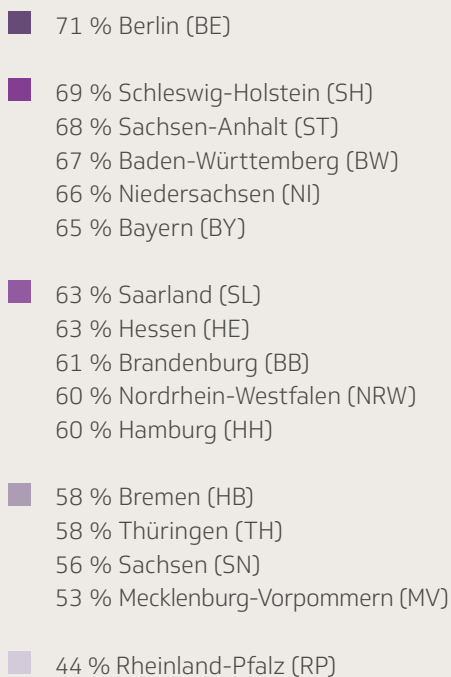 71 % Berlin (BE)
69 % Schleswig-Holstein (SH)
68 % Sachsen-Anhalt (ST)
67 % Baden-Württemberg (BW)
66 % Niedersachsen (NI)
65 % Bayern (BY)
63 % Saarland (SL)
63 % Hessen (HE)
61 % Brandenburg (BB)
60 % Nordrhein-Westfalen (NRW)
60 % Hamburg (HH)
58 % Bremen (HB)
58 % Thüringen (TH)
56 % Sachsen (SN)
53 % Mecklenburg-Vorpommern (MV)
44 % Rheinland-Pfalz (RP)